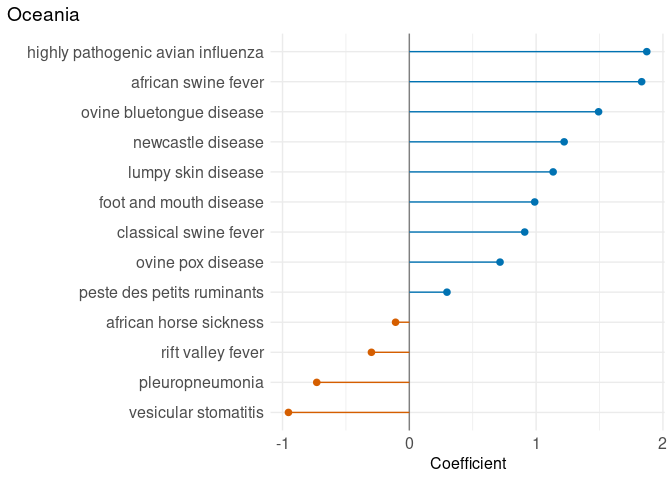 Oceania
highly pathogenic avian influenza
african swine fever
ovine bluetongue disease
newcastle disease
lumpy skin disease
foot and mouth disease
classical swine fever
ovine pox disease
peste des petits ruminants
african horse sickness
rift valley fever
pleuropneumonia
vesicular stomatitis
-1 0 1 2
Coefficient